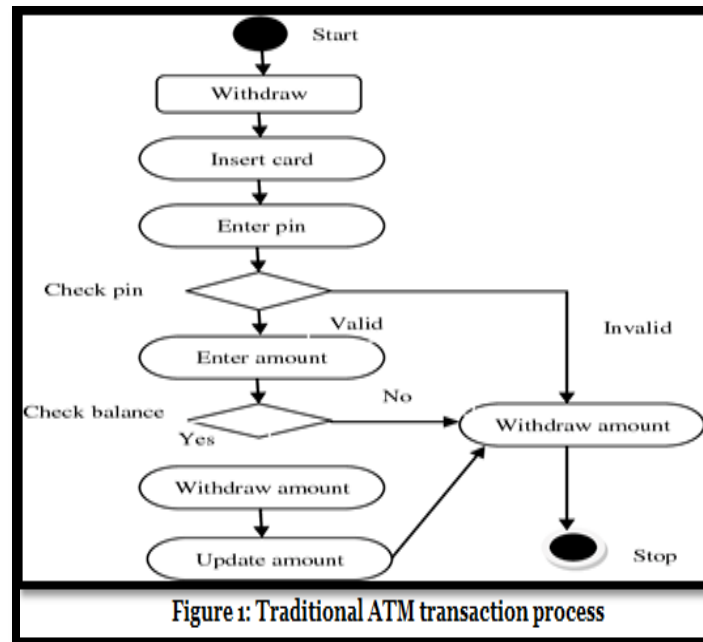 Start
Withdraw
Insert card
Enter pin
Check pin
Valid
Invalid
Enter amount
Check balance
No
Yes
Withdraw amount
Withdraw amount
Update amount
Stop
Figure 1: Traditional ATM transaction process